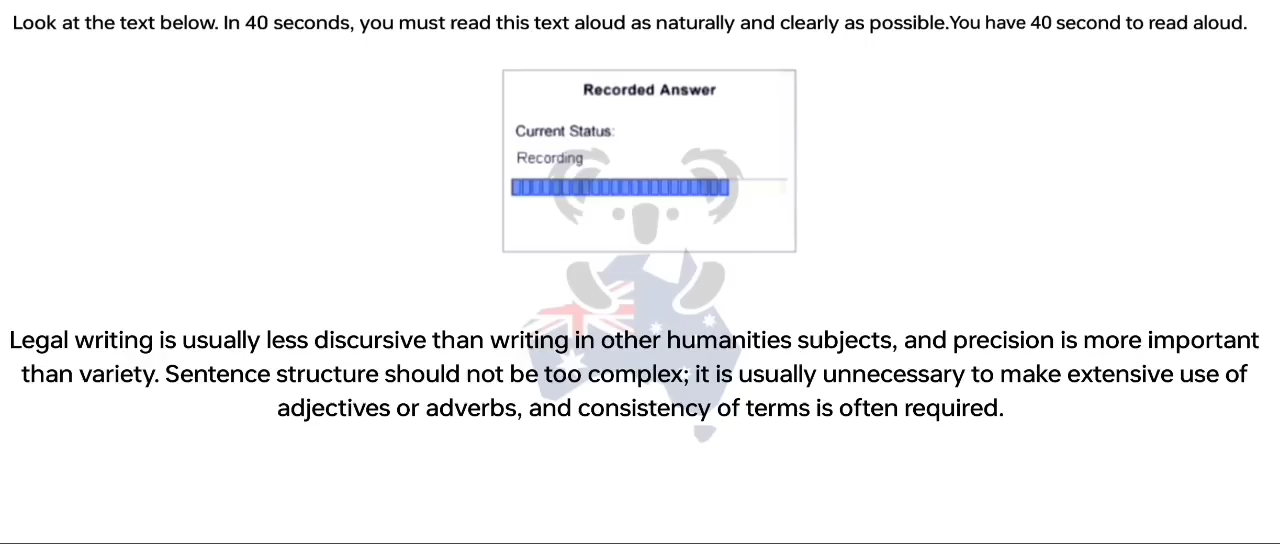 Look at the text below. In 40 seconds, you must read this text aloud as naturally and clearly as possible.You have 40 second to read aloud.
Recorded Answer
Current Status:
Recording
Legal writing is usually less discursive than writing in other humanities subjects, and precision is more important
than variety. Sentence structure should not be too complex; it is usually unnecessary to make extensive use of
adjectives or adverbs, and consistency of terms is often required.